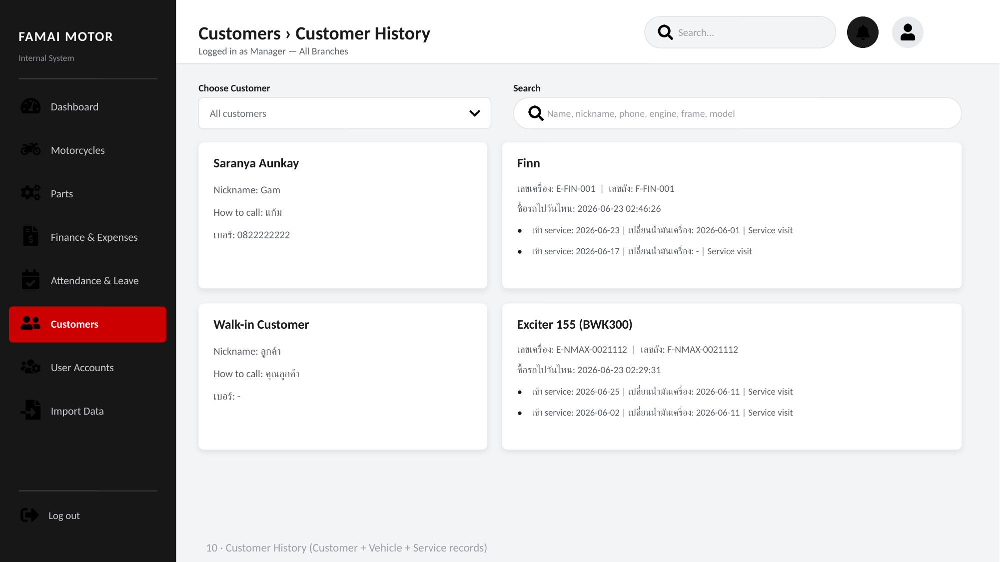 FAMAI MOTOR
Internal System
Dashboard
Motorcycles
Parts
Finance & Expenses
Attendance & Leave
Customers
User Accounts
Import Data
Log out
Customers › Customer History
Logged in as Manager — All Branches
Search...
Choose Customer
All customers
Search
Name, nickname, phone, engine, frame, model
Saranya Aunkay
Nickname: Gam
How to call: แก้ม
เบอร์: 0822222222
Finn
เลขเครื่อง: E-FIN-001 | เลขถัง: F-FIN-001
ซื้อรถไปวันไหน: 2026-06-23 02:46:26
• เข้า service: 2026-06-23 | เปลี่ยนน้ำมันเครื่อง: 2026-06-01 | Service visit
• เข้า service: 2026-06-17 | เปลี่ยนน้ำมันเครื่อง: - | Service visit
Walk-in Customer
Nickname: ลูกค้า
How to call: คุณลูกค้า
เบอร์: -
Exciter 155 (BWK300)
เลขเครื่อง: E-NMAX-0021112 | เลขถัง: F-NMAX-0021112
ซื้อรถไปวันไหน: 2026-06-23 02:29:31
• เข้า service: 2026-06-25 | เปลี่ยนน้ำมันเครื่อง: 2026-06-11 | Service visit
• เข้า service: 2026-06-02 | เปลี่ยนน้ำมันเครื่อง: 2026-06-11 | Service visit
10 · Customer History (Customer + Vehicle + Service records)